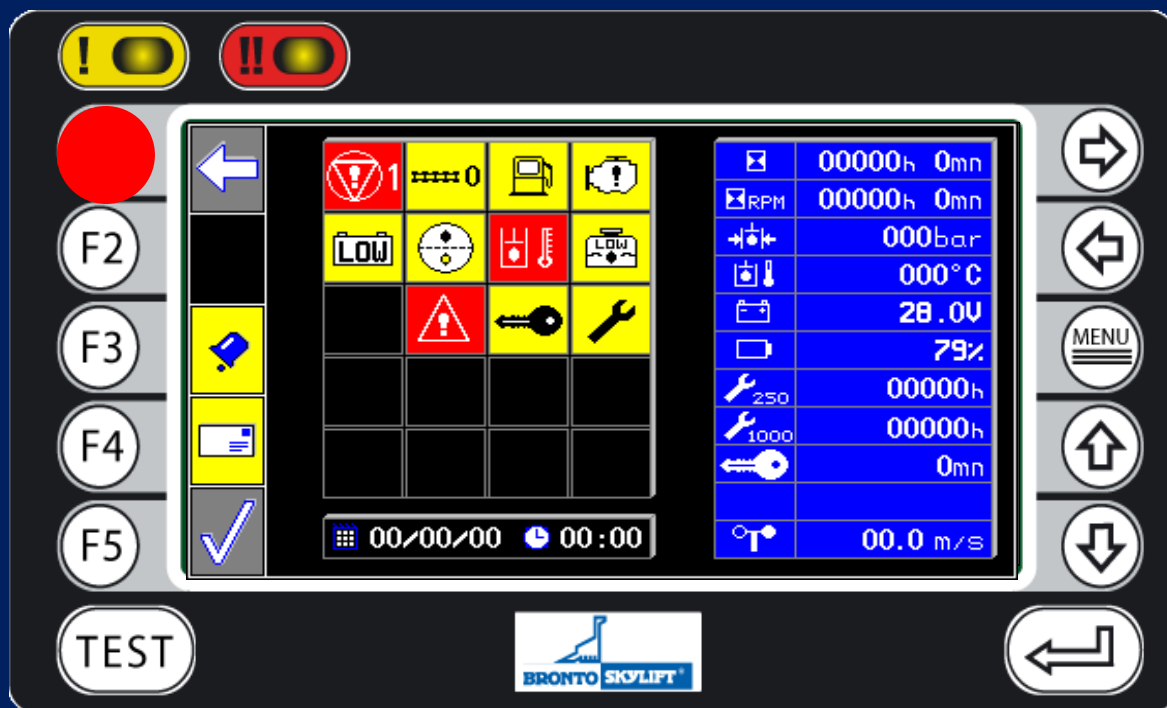 ! !!
1 0
00000h 0mn
RPM 00000h 0mn
F2
LOW LOW
000bar
000°C
28.0V
F3
MENU
79%
250 00000h
F4
1000 00000h
0mn
F5
00/00/00 00:00
00.0 m/s
TEST
BRONTO SKYLIFT®